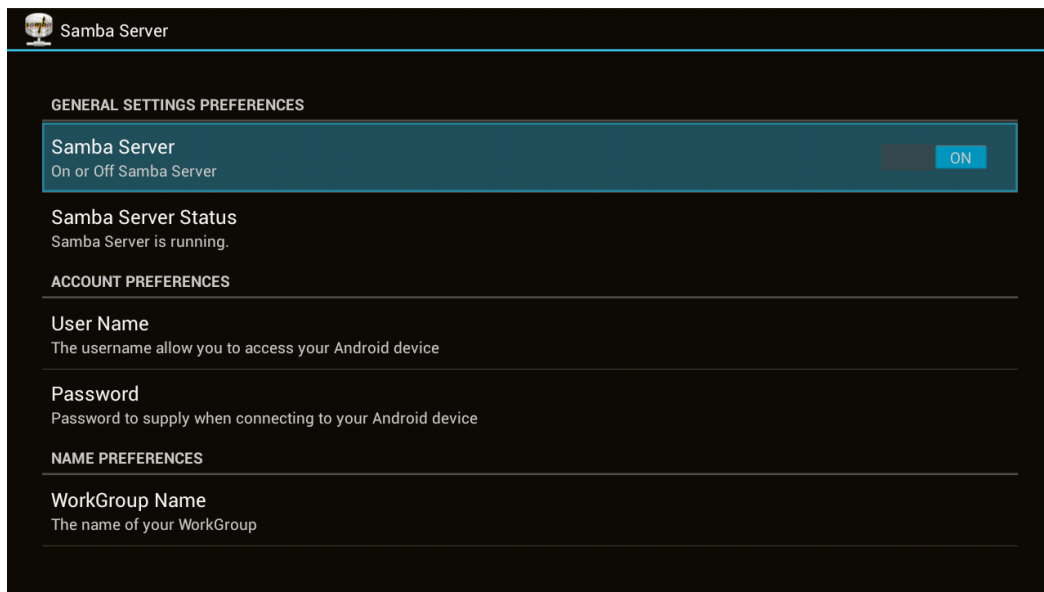 Samba Server
GENERAL SETTINGS PREFERENCES
Samba Server
On or Off Samba Server
ON
Samba Server Status
Samba Server is running.
ACCOUNT PREFERENCES
User Name
The username allow you to access your Android device
Password
Password to supply when connecting to your Android device
NAME PREFERENCES
WorkGroup Name
The name of your WorkGroup